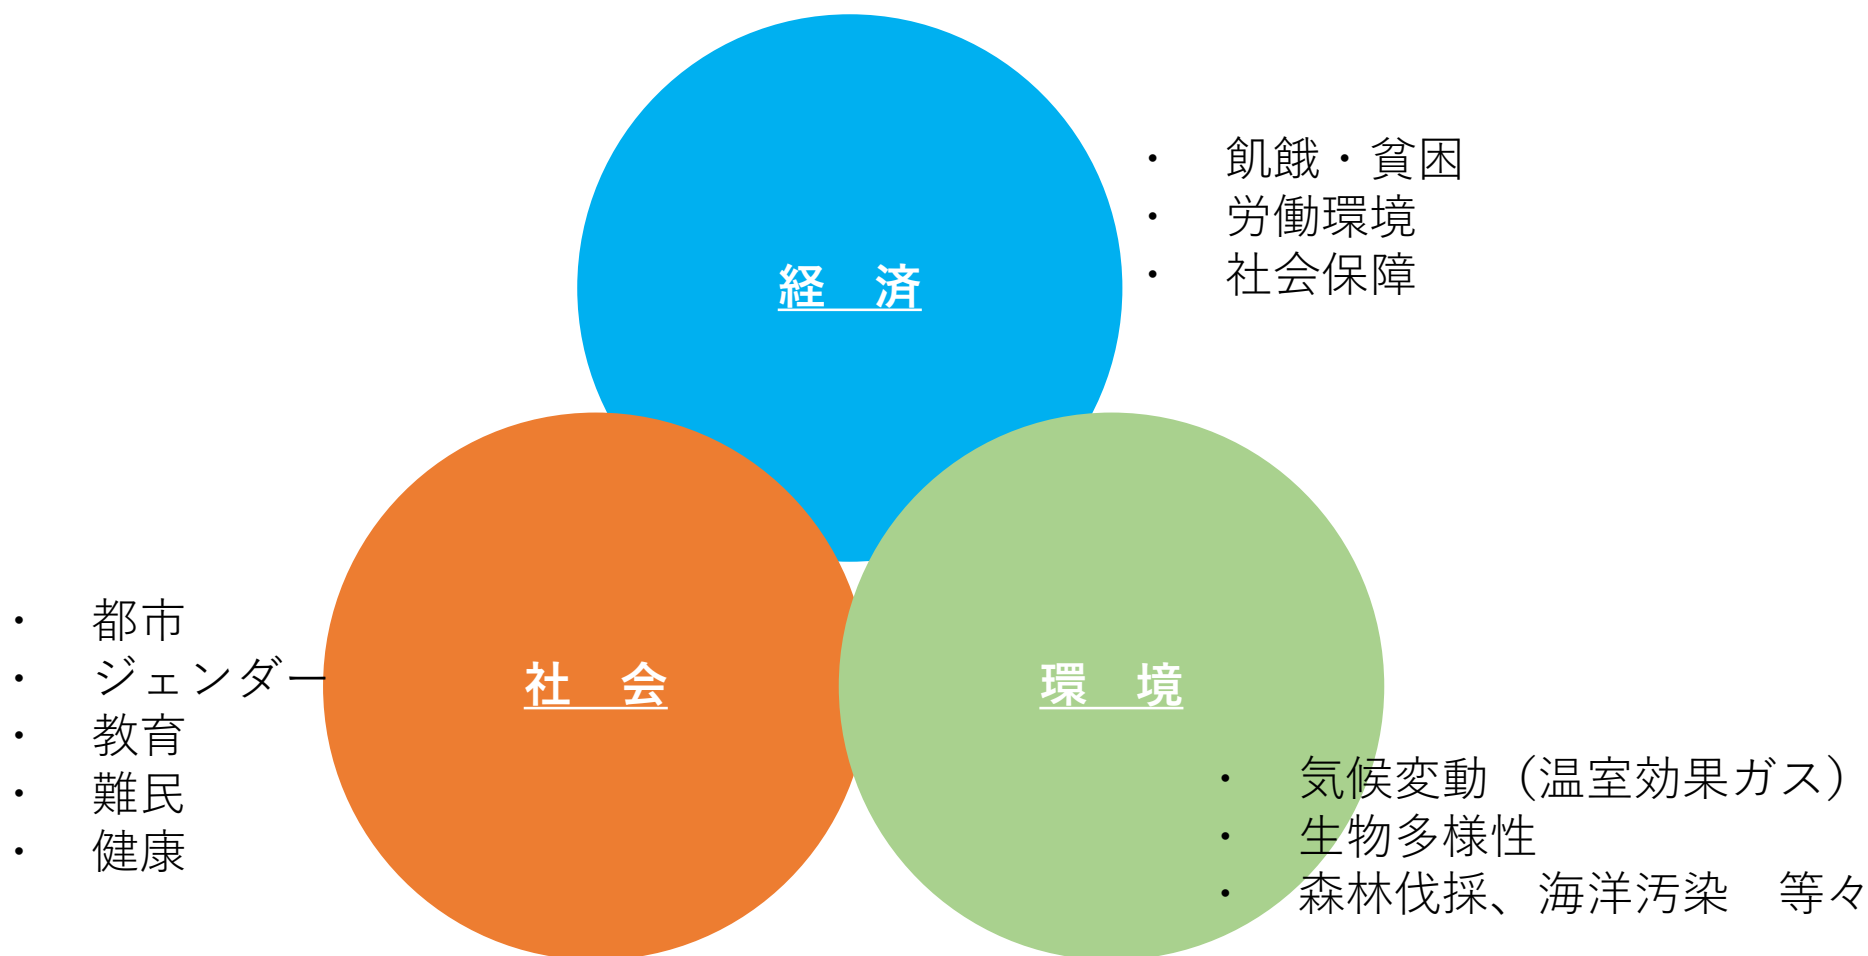 ・　飢餓・貧困
・　労働環境
・　社会保障
経　済
・　都市
・　ジェンダー
・　教育
・　難民
・　健康
社　会
環　境
・　気候変動（温室効果ガス）
・　生物多様性
・　森林伐採、海洋汚染　等々